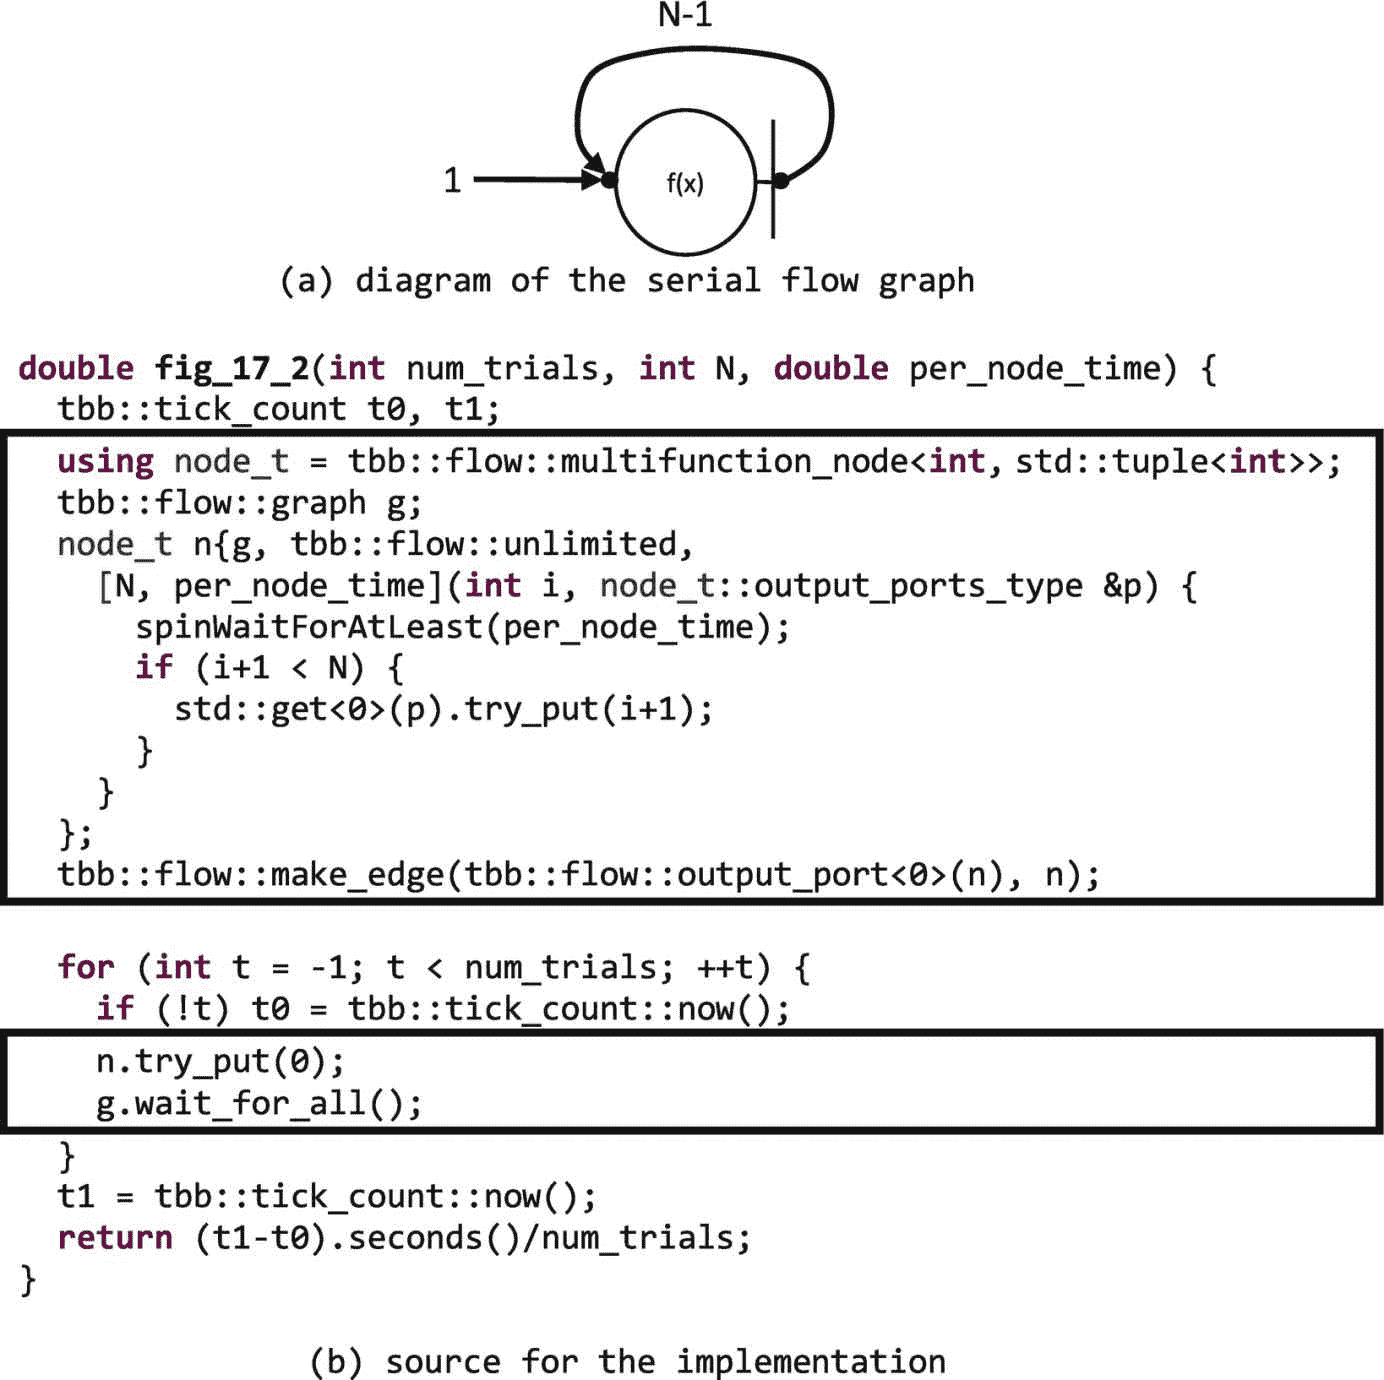 N-1
1
f(x)
(a) diagram of the serial flow graph
double fig_17_2(int num_trials, int N, double per_node_time) {
  tbb::tick_count t0, t1;
  using node_t = tbb::flow::multifunction_node<int, std::tuple<int>>;
  tbb::flow::graph g;
  node_t n{g, tbb::flow::unlimited,
    [N, per_node_time](int i, node_t::output_ports_type &p) {
      spinWaitForAtLeast(per_node_time);
      if (i+1 < N) {
        std::get<0>(p).try_put(i+1);
      }
    }
  };
  tbb::flow::make_edge(tbb::flow::output_port<0>(n), n);
  for (int t = -1; t < num_trials; ++t) {
    if (!t) t0 = tbb::tick_count::now();
    n.try_put(0);
    g.wait_for_all();
  }
  t1 = tbb::tick_count::now();
  return (t1-t0).seconds()/num_trials;
}
(b) source for the implementation